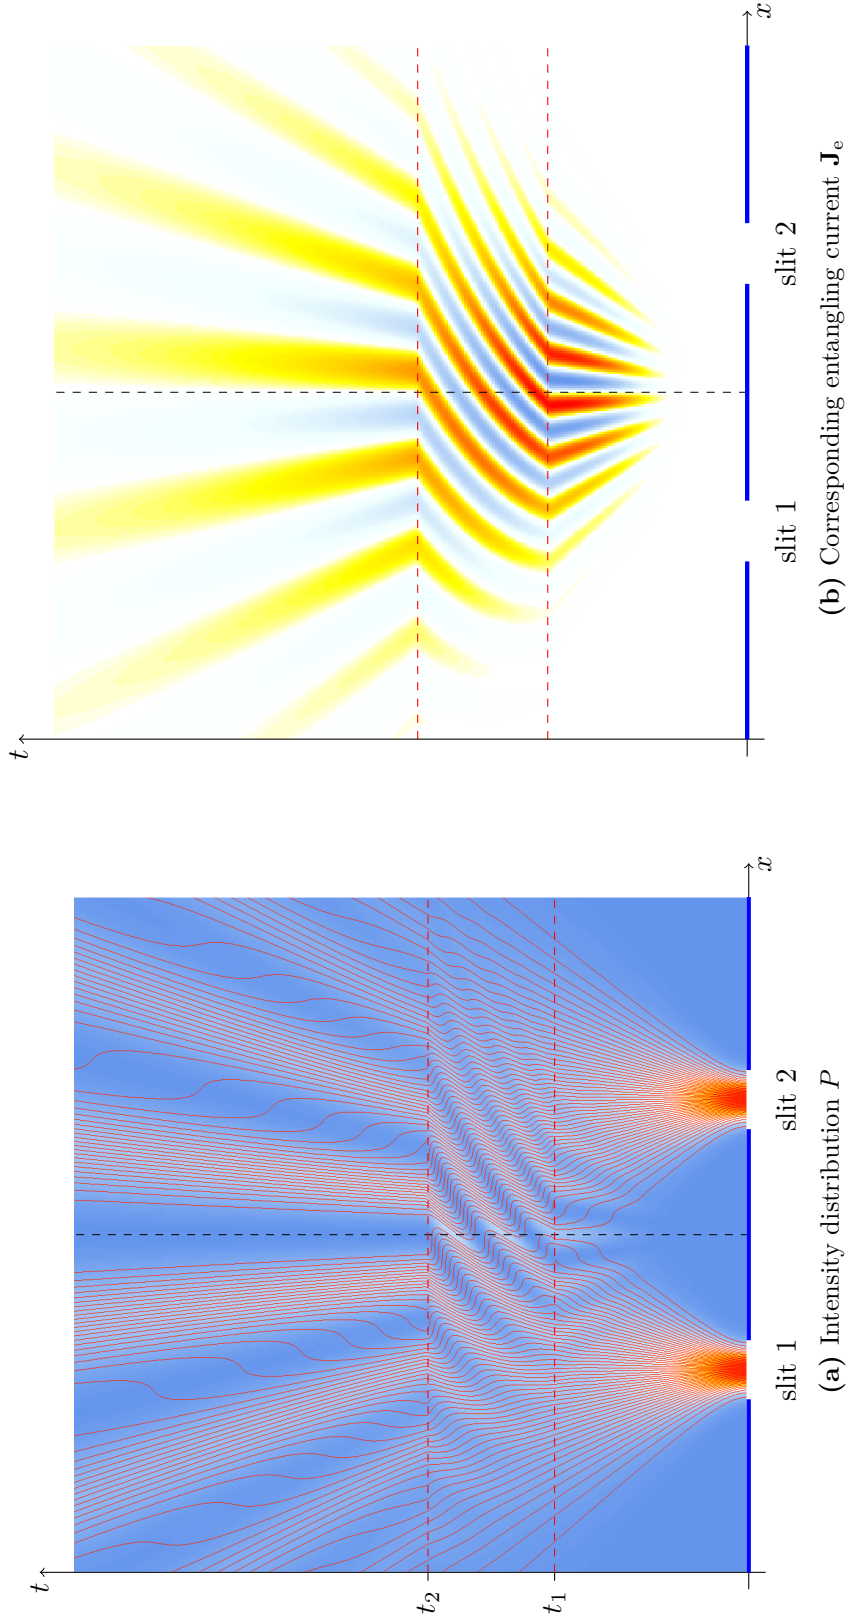 t
x
t₂
t₁
slit 1
slit 2
(a) Intensity distribution P
t
x
slit 1
slit 2
(b) Corresponding entangling current Jₑ